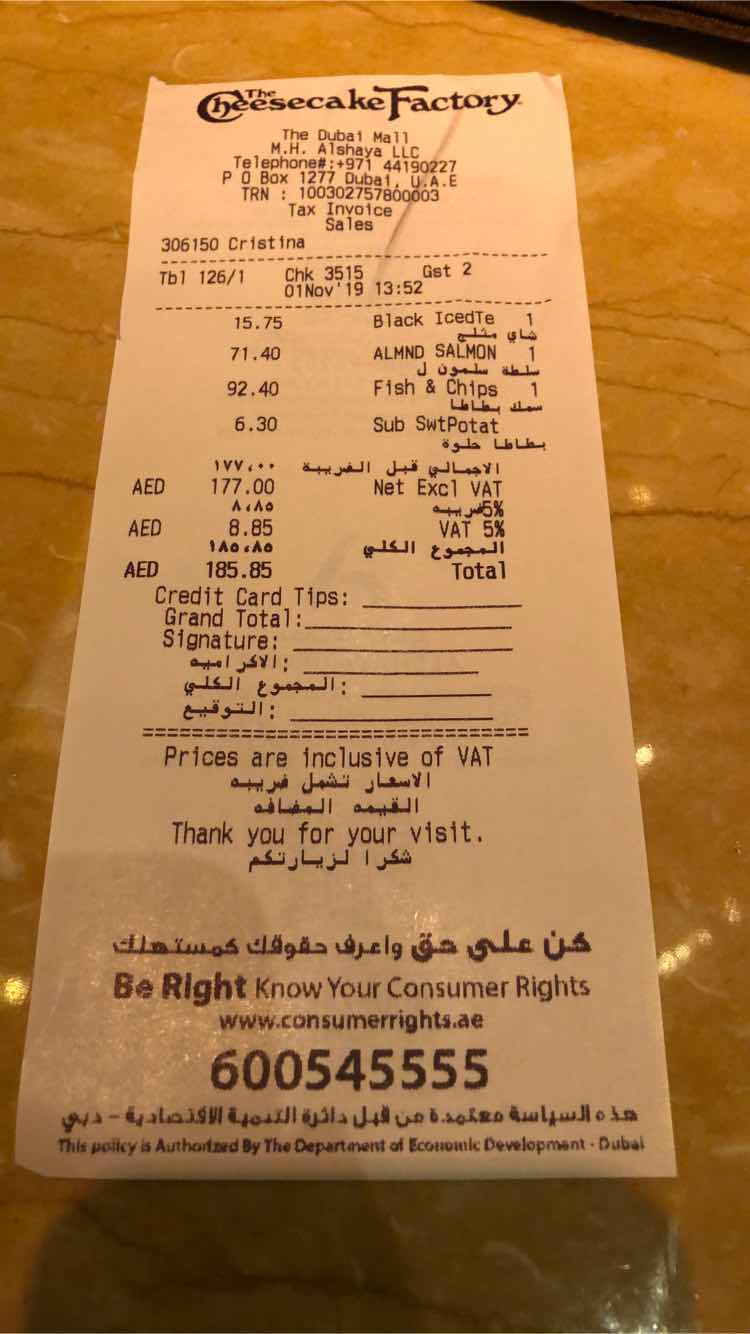 The Cheesecake Factory
The Dubai Mall
M.H. Alshaya LLC
Telephone#:+971 44190227
P O Box 1277 Dubai, U.A.E
TRN : 100302757800003
Tax Invoice
Sales
306150 Cristina
Tbl 126/1 Chk 3515 Gst 2
01Nov'19 13:52
15.75 Black IcedTe 1
شاي مثلج
71.40 ALMND SALMON 1
سلطة سلمون ل
92.40 Fish & Chips 1
سمك بطاطا
6.30 Sub SwtPotat
بطاطا حلوة
الاجمالي قبل الضريبة ١٧٧،٠٠
AED 177.00 Net Excl VAT
5%ضريبه ٨،٨٥
AED 8.85 VAT 5%
المجموع الكلي ١٨٥،٨٥
AED 185.85 Total
Credit Card Tips:
Grand Total:
Signature:
الاكراميه:
المجموع الكلي:
التوقيع:
Prices are inclusive of VAT
الاسعار تشمل ضريبه
القيمه المضافه
Thank you for your visit.
شكرا لزيارتكم
كن على حق واعرف حقوقك كمستهلك
Be Right Know Your Consumer Rights
www.consumerrights.ae
600545555
هذه السياسة معتمدة من قبل دائرة التنمية الاقتصادية - دبي
This policy is Authorized By The Department of Economic Development - Dubai